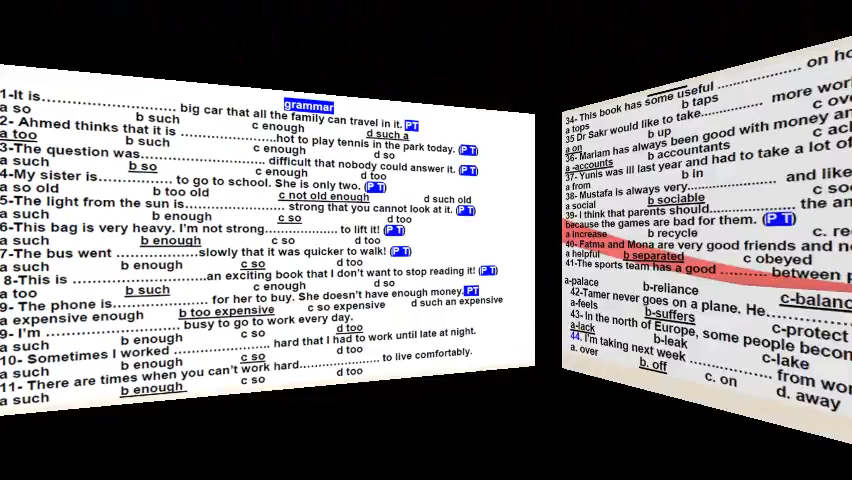 grammar
1-It is........................... big car that all the family can travel in it. PT
a so b such c enough d such a
2- Ahmed thinks that it is ...................hot to play tennis in the park today. (P T)
a too b such c enough d so
3-The question was................... difficult that nobody could answer it. (P T)
a such b so c enough d too
4-My sister is............... to go to school. She is only two. (P T)
a so old b too old c not old enough d such old
5-The light from the sun is.................... strong that you cannot look at it. (P T)
a such b enough c so d too
6-This bag is very heavy. I'm not strong.............. to lift it! (P T)
a such b enough c so d too
7-The bus went ............slowly that it was quicker to walk! (P T)
a such b enough c so d too
8-This is .........................an exciting book that I don't want to stop reading it! (P T)
a too b such c enough d so
9- The phone is............... for her to buy. She doesn't have enough money. PT
a expensive enough b too expensive c so expensive d such an expensive
9- I'm ................ busy to go to work every day.
a such b enough c so d too
10- Sometimes I worked ................... hard that I had to work until late at night.
a such b enough c so d too
11- There are times when you can't work hard................ to live comfortably.
a such b enough c so d too
34- This book has some useful .................. on ho
a tops b taps
35 Dr Sakr would like to take............. more wor
a on b up c ove
36- Mariam has always been good with money an
a -accounts b accountants c ac
37- Yunis was ill last year and had to take a lot of
a from b in
38- Mustafa is always very................... and like
a social b sociable c so
39- I think that parents should........... the an
because the games are bad for them. (P T)
a increase b recycle c. re
40- Fatma and Mona are very good friends and ne
a helpful b separated c obeyed
41-The sports team has a good .......... between p
a-palace b-reliance c-balanc
42-Tamer never goes on a plane. He..............
a-feels b-suffers c-protect
43- In the north of Europe, some people becom
a-lack b-leak c-lake
44. I'm taking next week ............... from wor
a. over b. off c. on d. away